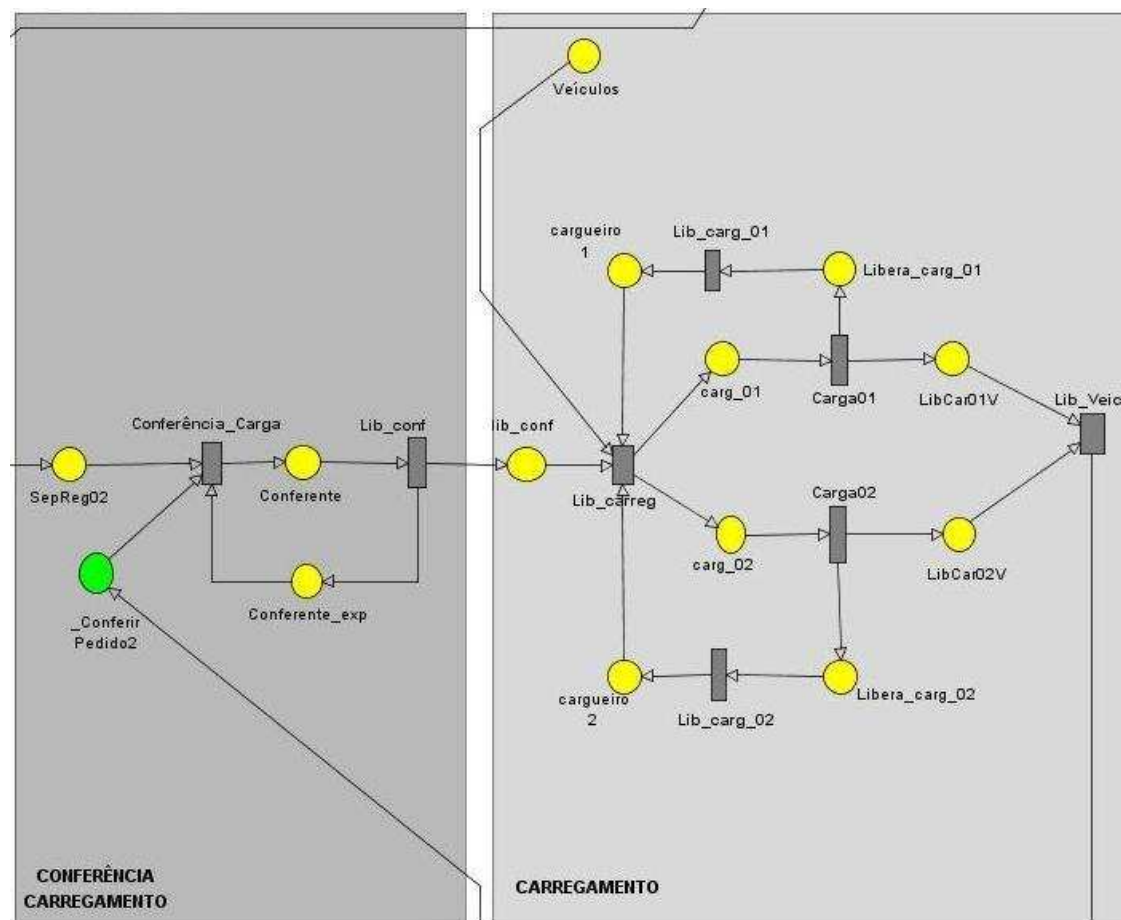 Veículos
cargueiro
1
Lib_carg_01
Libera_carg_01
carg_01
Carga01
LibCar01V
Lib_Veic
Conferência_Carga
Lib_conf
lib_conf
SepReg02
Conferente
Lib_carreg
Carga02
carg_02
LibCar02V
_Conferir
Pedido2
Conferente_exp
cargueiro
2
Lib_carg_02
Libera_carg_02
CONFERÊNCIA
CARREGAMENTO
CARREGAMENTO